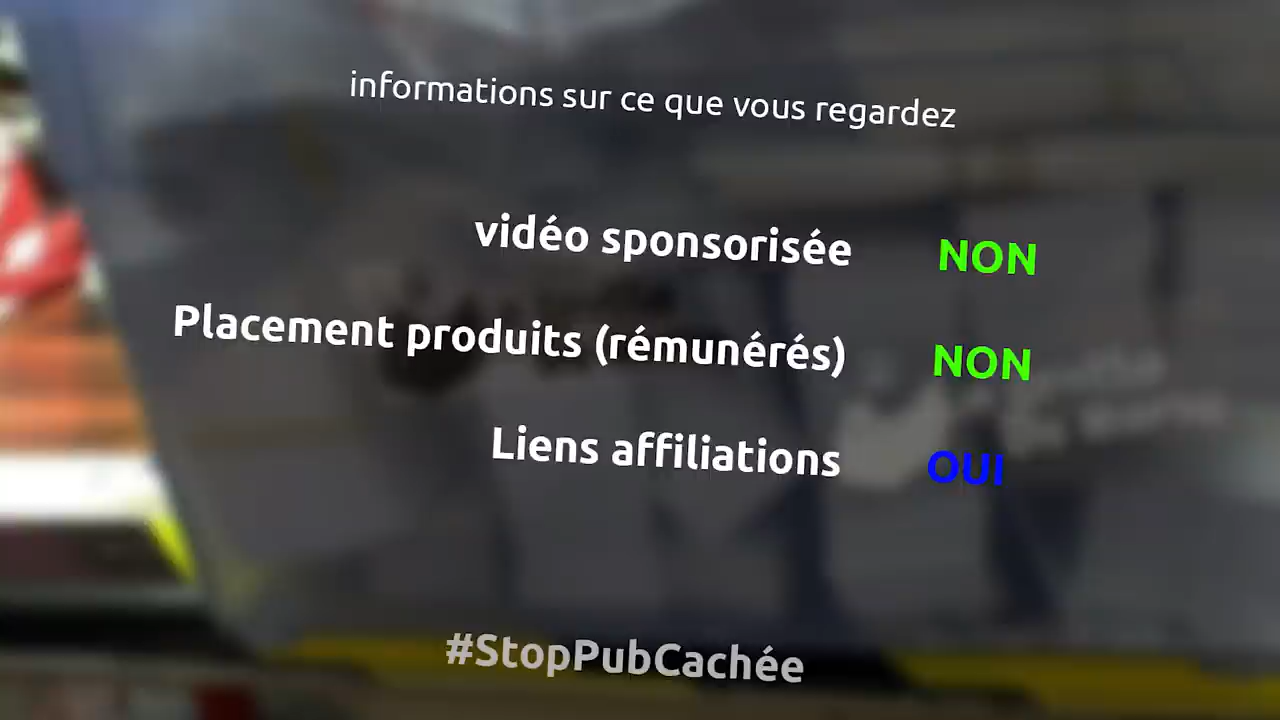 informations sur ce que vous regardez
vidéo sponsorisée NON
Placement produits (rémunérés) NON
Liens affiliations OUI
#StopPubCachée